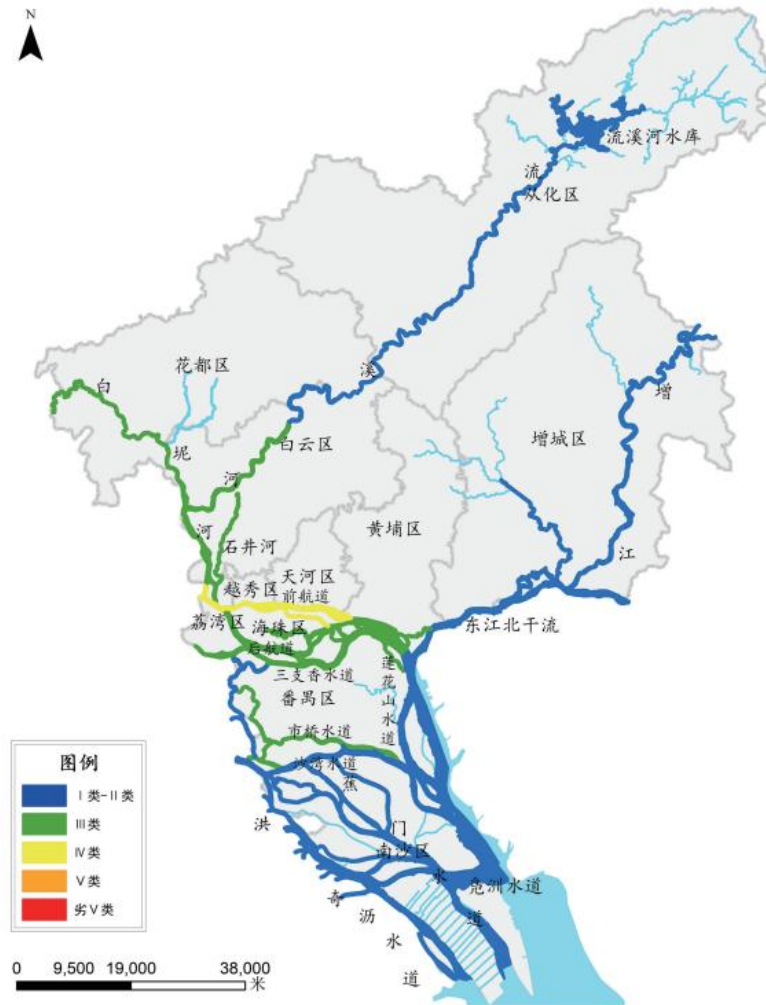 N
流溪河水库
流
从化区
溪
河
花都区
白
坭
河
白云区
石井河
增
江
增城区
黄埔区
天河区
越秀区
前航道
荔湾区
海珠区
后航道
东江北干流
三支香水道
番禺区
莲花山水道
市桥水道
沙湾水道
蕉
门
水
道
南沙区
凫洲水道
洪
奇
沥
水
道
图例
Ⅰ类-Ⅱ类
Ⅲ类
Ⅳ类
Ⅴ类
劣Ⅴ类
0 9,500 19,000 38,000
米